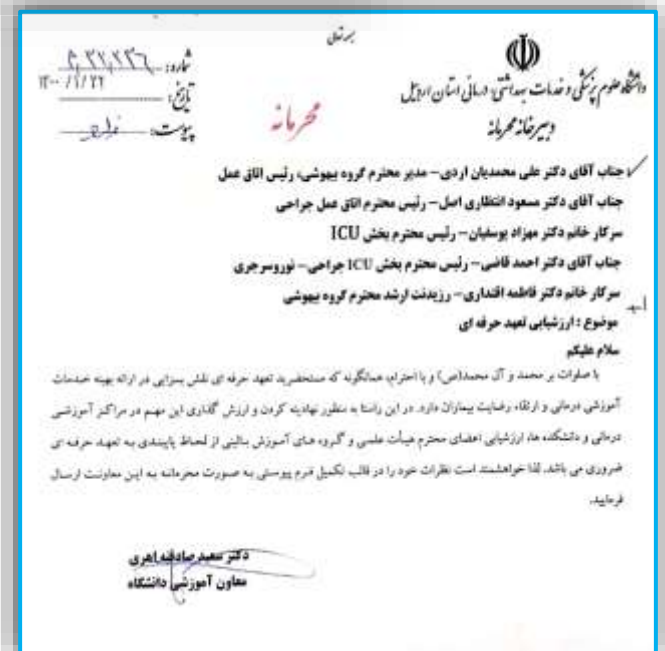 بسمه تعالی
دانشگاه علوم پزشکی و خدمات بهداشتی درمانی استان اردبیل
دبیرخانه محرمانه
شماره:
تاریخ: ۱۴۰۰/۱/۲۲
پیوست: دارد
محرمانه
جناب آقای دکتر علی محمدیان اردی – مدیر محترم گروه بیهوشی، رئیس اتاق عمل
جناب آقای دکتر مسعود انتظاری اصل – رئیس محترم اتاق عمل جراحی
سرکار خانم دکتر مهزاد یوسفیان – رئیس محترم بخش ICU
جناب آقای دکتر احمد قاضی – رئیس محترم بخش ICU جراحی – نوروسرجری
سرکار خانم دکتر فاطمه اقتداری – رزیدنت ارشد محترم گروه بیهوشی
موضوع : ارزشیابی تعهد حرفه ای
سلام علیکم
با صلوات بر محمد و آل محمد(ص) و با احترام، همانگونه که مستحضرید تعهد حرفه ای نقش بسزایی در ارائه بهینه خدمات
آموزشی درمانی و ارتقاء رضایت بیماران دارد. در این راستا به منظور نهادینه کردن و ارزش گذاری این مهم در مراکز آموزشی
درمانی و دانشکده ها، ارزشیابی اعضای محترم هیأت علمی و گروه های آموزش بالینی از لحاظ پایبندی به تعهد حرفه ای
ضروری می باشد. لذا خواهشمند است نظرات خود را در قالب تکمیل فرم پیوستی به صورت محرمانه به این معاونت ارسال
فرمایید.
دکتر سعید صادقیه اهری
معاون آموزشی دانشگاه